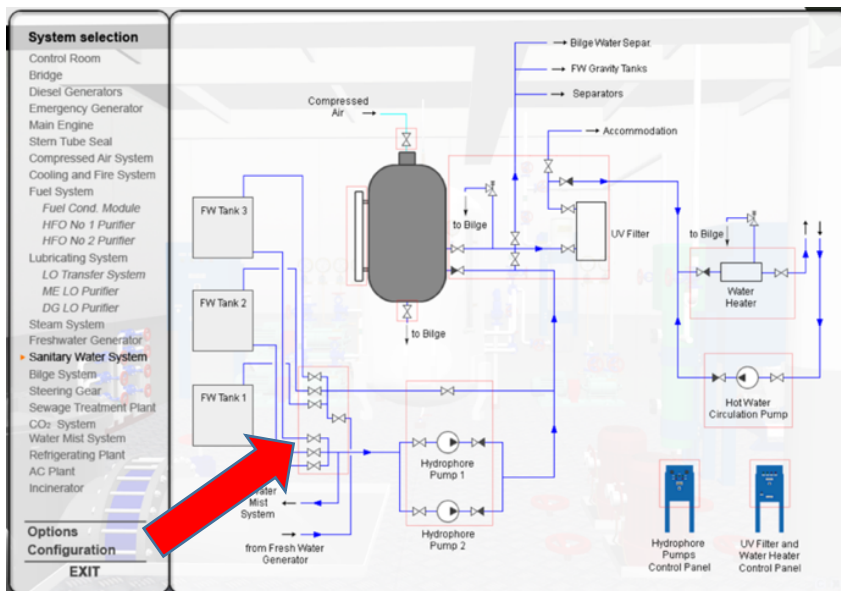 System selection
Control Room
Bridge
Diesel Generators
Emergency Generator
Main Engine
Stern Tube Seal
Compressed Air System
Cooling and Fire System
Fuel System
Fuel Cond. Module
HFO No 1 Purifier
HFO No 2 Purifier
Lubricating System
LO Transfer System
ME LO Purifier
DG LO Purifier
Steam System
Freshwater Generator
Sanitary Water System
Bilge System
Steering Gear
Sewage Treatment Plant
CO2 System
Water Mist System
Refrigerating Plant
AC Plant
Incinerator
Options
Configuration
EXIT
Bilge Water Separ.
FW Gravity Tanks
Separators
Compressed
Air
Accommodation
FW Tank 3
to Bilge
UV Filter
to Bilge
Water
Heater
FW Tank 2
to Bilge
FW Tank 1
Hot Water
Circulation Pump
Hydrophore
Pump 1
Mist
System
from Fresh Water
Generator
Hydrophore
Pump 2
Hydrophore
Pumps
Control Panel
UV Filter and
Water Heater
Control Panel